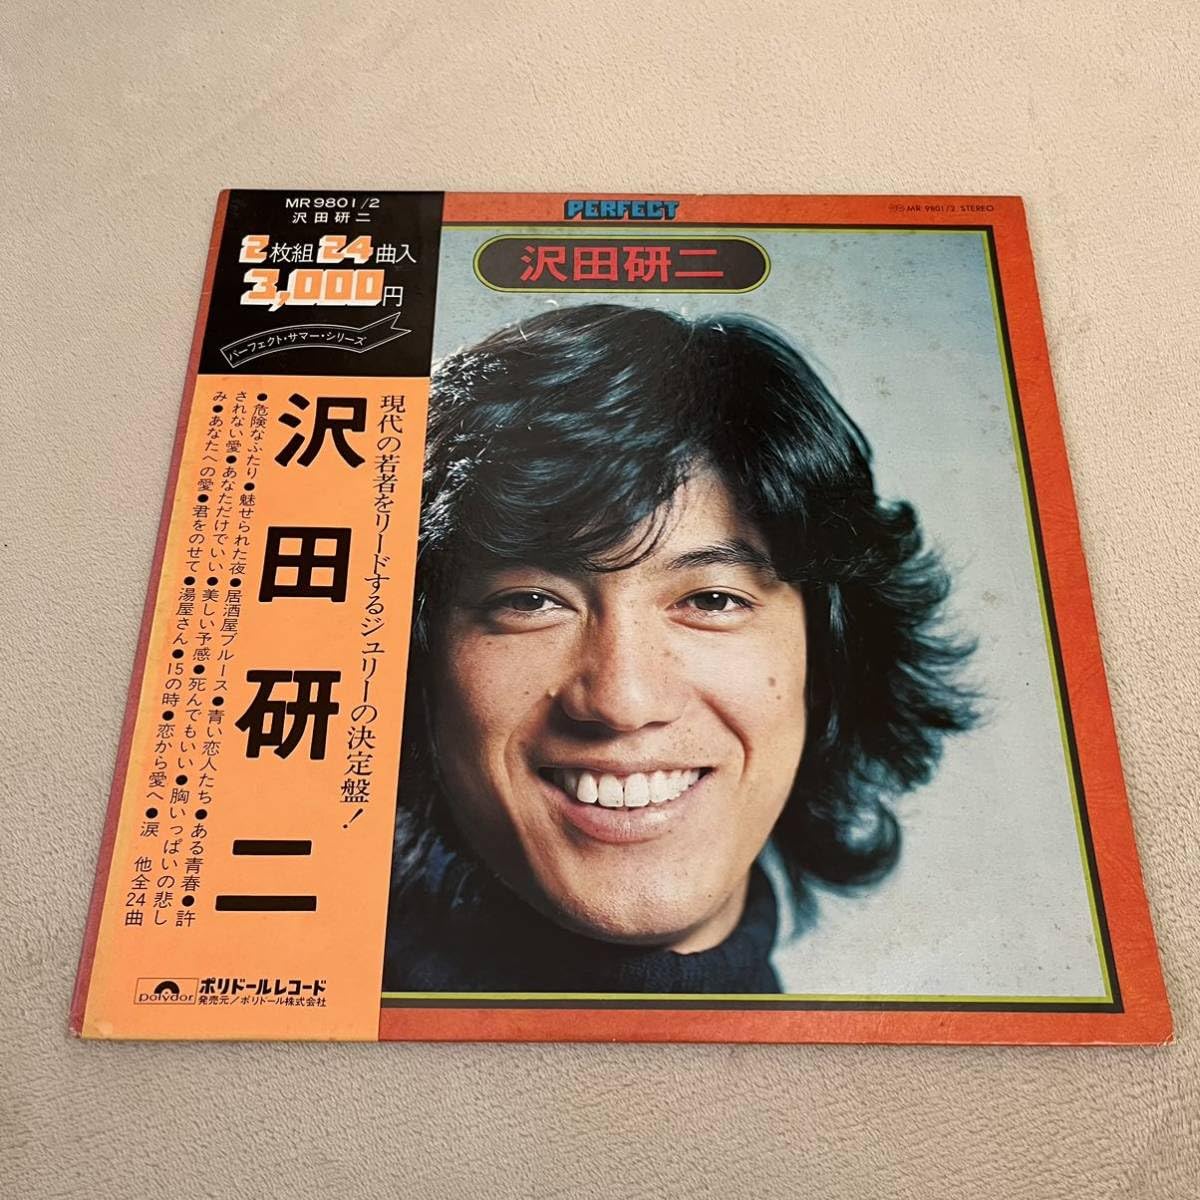 MR 9801/2
沢田研二
2枚組 24曲入
3,000円
パーフェクト・サマー・シリーズ
現代の若者をリードするジュリーの決定盤!
沢田研二
●危険なふたり●魅せられた夜●居酒屋ブルース●青い恋人たち●ある青春●許
されない愛●あなただけでいい●美しい予感●死んでもいい●胸いっぱいの悲し
み●あなたへの愛●君をのせて●湯屋さん●15の時●恋から愛へ●涙 他全24曲
polydor
ポリドールレコード
発売元/ポリドール株式会社
PERFECT
MR 9801/2 STEREO
沢田研二